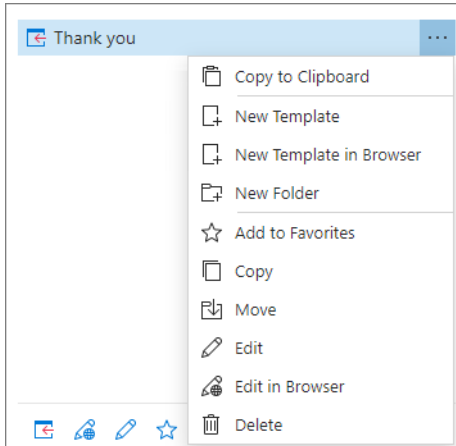 Thank you
Copy to Clipboard
New Template
New Template in Browser
New Folder
Add to Favorites
Copy
Move
Edit
Edit in Browser
Delete